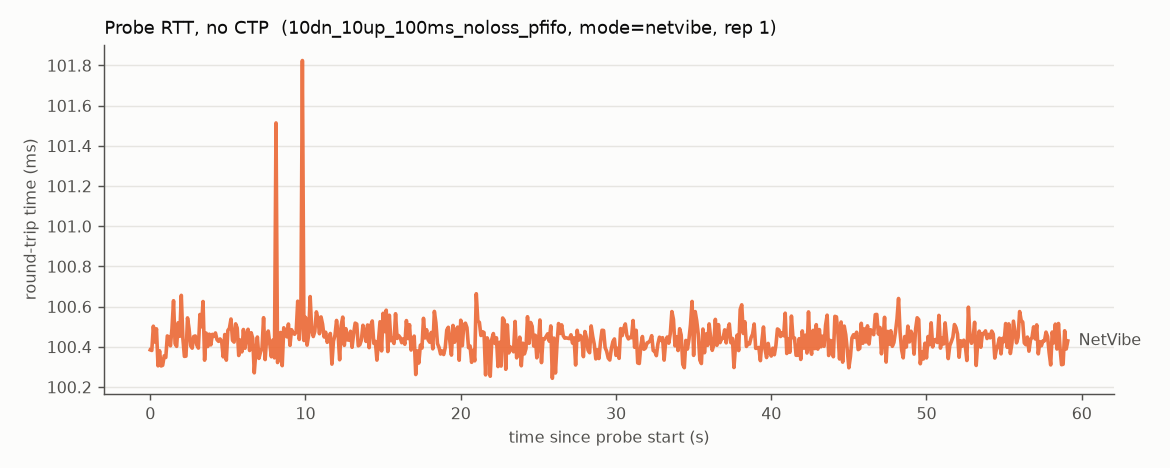 Probe RTT, no CTP  (10dn_10up_100ms_noloss_pfifo, mode=netvibe, rep 1)
round-trip time (ms)
101.8
101.6
101.4
101.2
101.0
100.8
100.6
100.4
100.2
NetVibe
0 10 20 30 40 50 60
time since probe start (s)